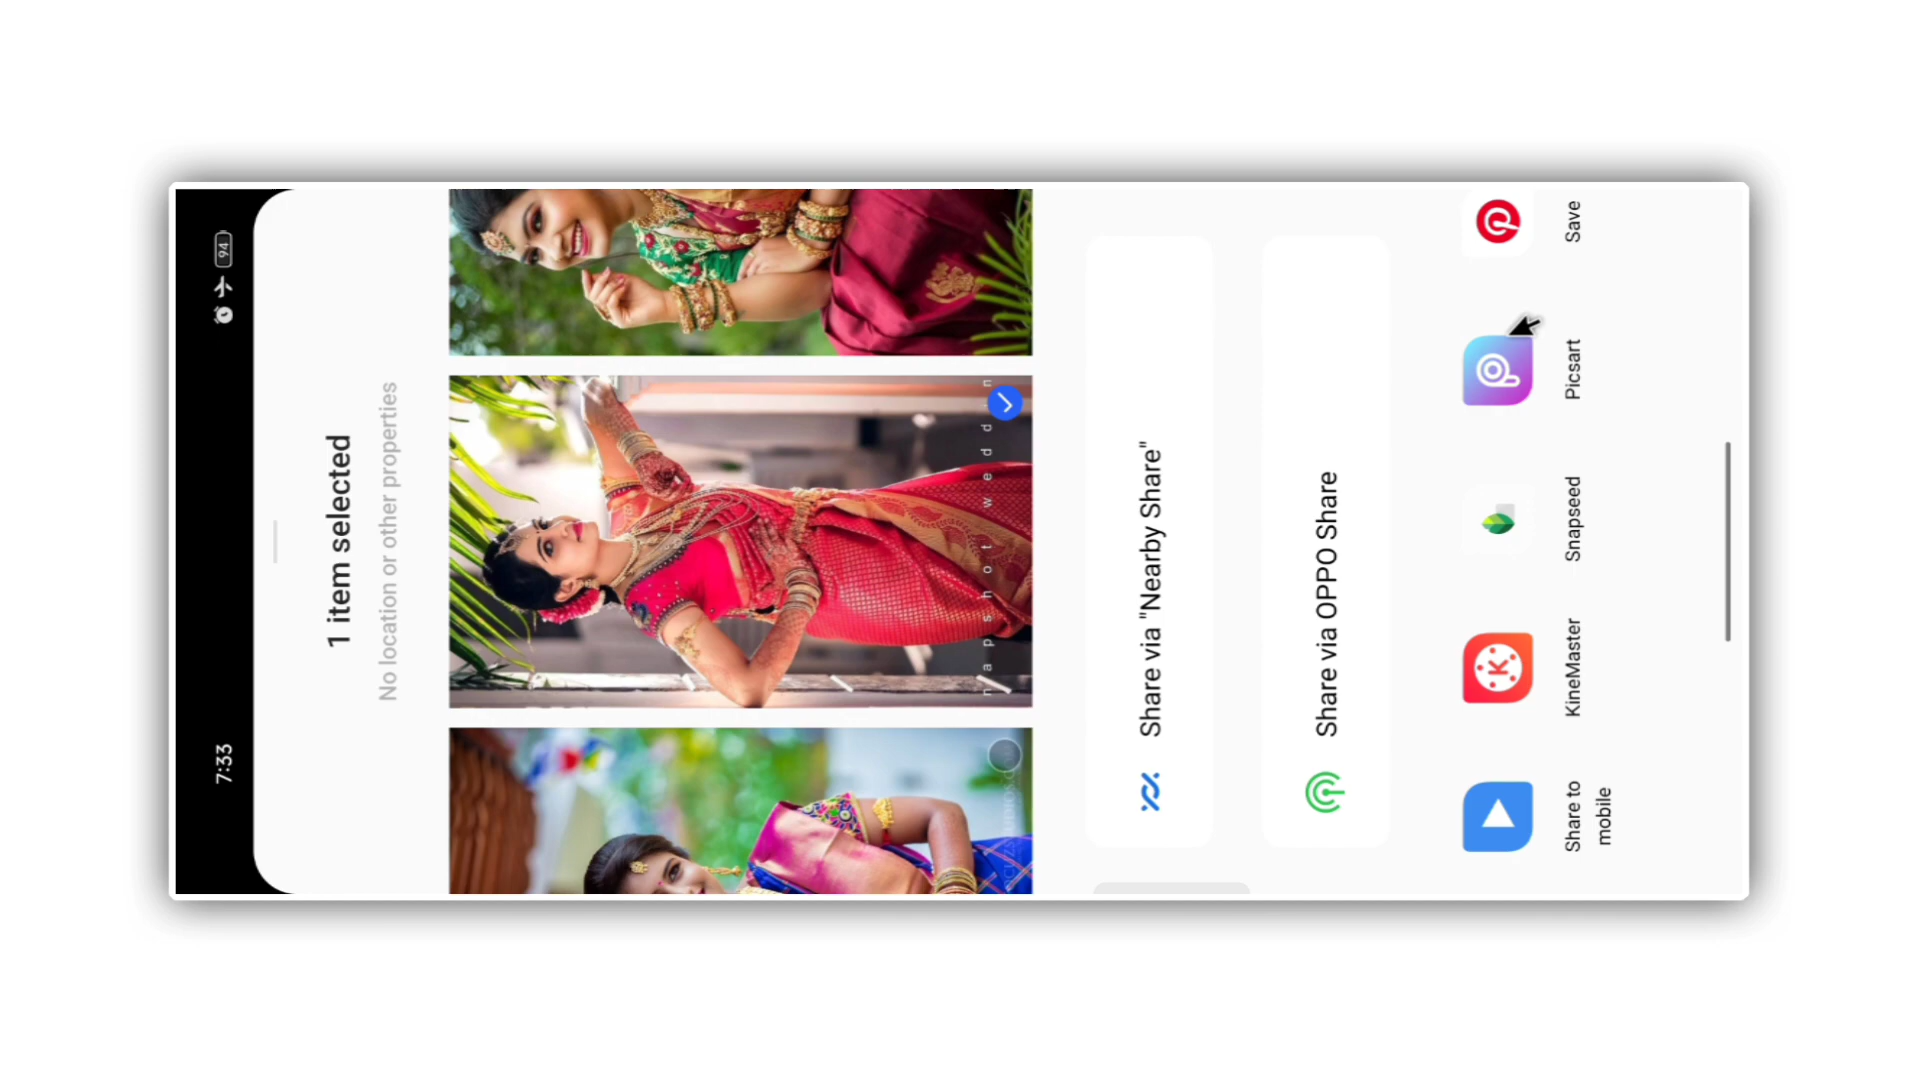 7:33
94
1 item selected
No location or other properties
n a p s h o t w e d d i n
Share via "Nearby Share"
Share via OPPO Share
Share to
mobile
KineMaster
Snapseed
Picsart
Save